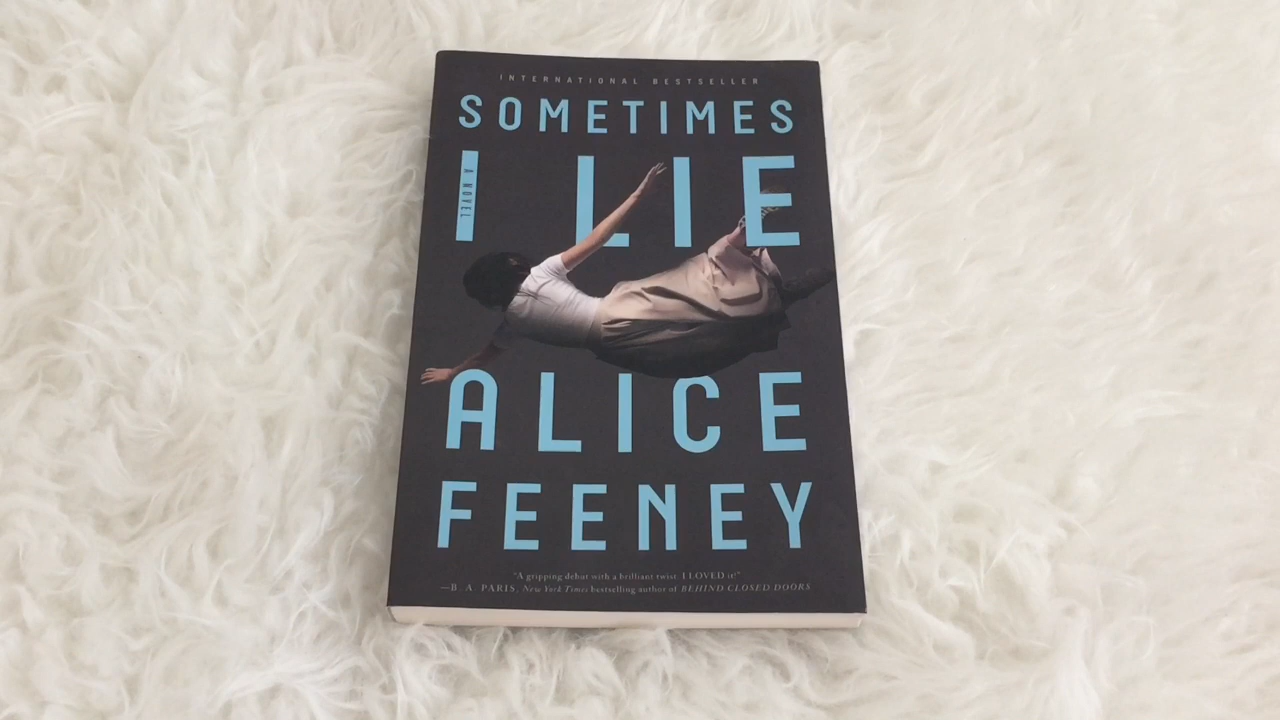 INTERNATIONAL BESTSELLER
SOMETIMES
I LIE
A NOVEL
ALICE
FEENEY
"A gripping debut with a brilliant twist. I LOVED it!"
—B. A. PARIS, New York Times bestselling author of BEHIND CLOSED DOORS